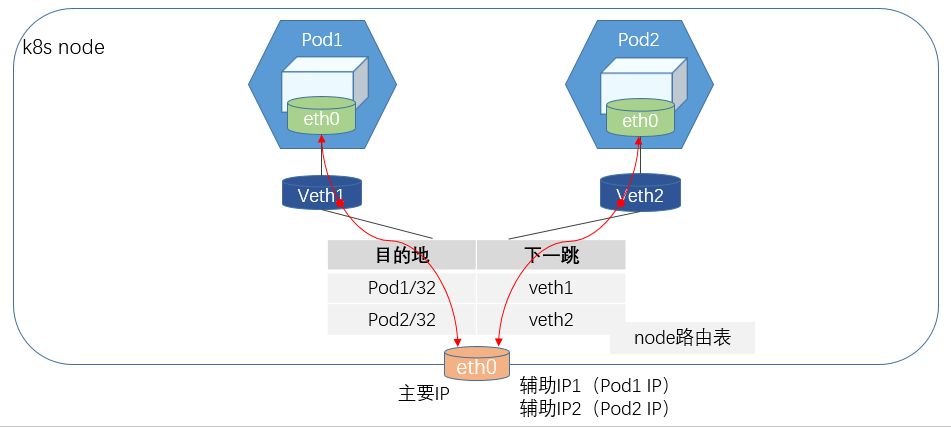 k8s node
Pod1
Pod2
eth0
eth0
Veth1
Veth2
目的地 下一跳
Pod1/32 veth1
Pod2/32 veth2
node路由表
eth0
主要IP
辅助IP1（Pod1 IP）
辅助IP2（Pod2 IP）